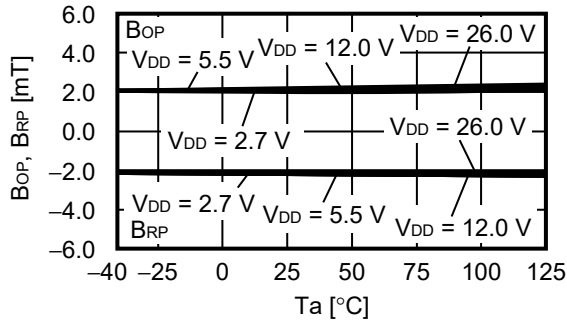 6.0
4.0
2.0
0.0
–2.0
–4.0
–6.0
BOP, BRP [mT]
BOP
VDD = 5.5 V
VDD = 12.0 V
VDD = 26.0 V
VDD = 2.7 V
VDD = 26.0 V
VDD = 2.7 V
VDD = 5.5 V
VDD = 12.0 V
BRP
–40 –25 0 25 50 75 100 125
Ta [°C]